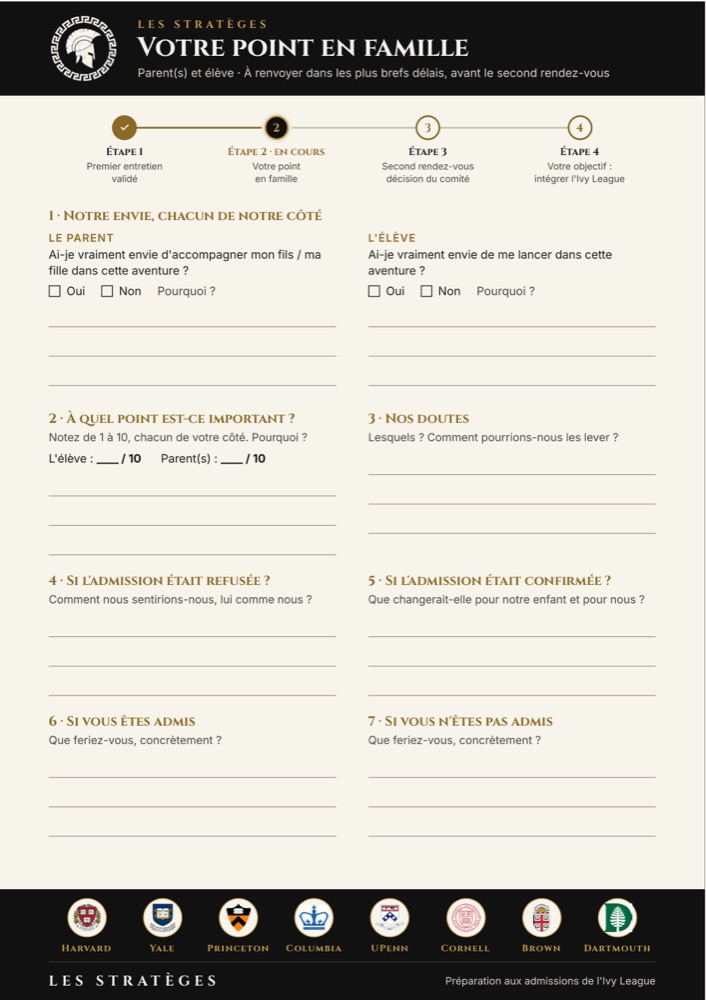 LES STRATÈGES
VOTRE POINT EN FAMILLE
Parent(s) et élève · À renvoyer dans les plus brefs délais, avant le second rendez-vous
2
3
4
ÉTAPE 1
ÉTAPE 2 · EN COURS
ÉTAPE 3
ÉTAPE 4
Premier entretien
validé
Votre point
en famille
Second rendez-vous
décision du comité
Votre objectif :
intégrer l'Ivy League
1 · NOTRE ENVIE, CHACUN DE NOTRE CÔTÉ
LE PARENT
Ai-je vraiment envie d'accompagner mon fils / ma
fille dans cette aventure ?
Oui Non Pourquoi ?
L'ÉLÈVE
Ai-je vraiment envie de me lancer dans cette
aventure ?
Oui Non Pourquoi ?
2 · À QUEL POINT EST-CE IMPORTANT ?
Notez de 1 à 10, chacun de votre côté. Pourquoi ?
L'élève : ____ / 10 Parent(s) : ____ / 10
3 · NOS DOUTES
Lesquels ? Comment pourrions-nous les lever ?
4 · SI L'ADMISSION ÉTAIT REFUSÉE ?
Comment nous sentirions-nous, lui comme nous ?
5 · SI L'ADMISSION ÉTAIT CONFIRMÉE ?
Que changerait-elle pour notre enfant et pour nous ?
6 · SI VOUS ÊTES ADMIS
Que feriez-vous, concrètement ?
7 · SI VOUS N'ÊTES PAS ADMIS
Que feriez-vous, concrètement ?
HARVARD
YALE
PRINCETON
COLUMBIA
UPENN
CORNELL
BROWN
DARTMOUTH
LES STRATÈGES
Préparation aux admissions de l'Ivy League